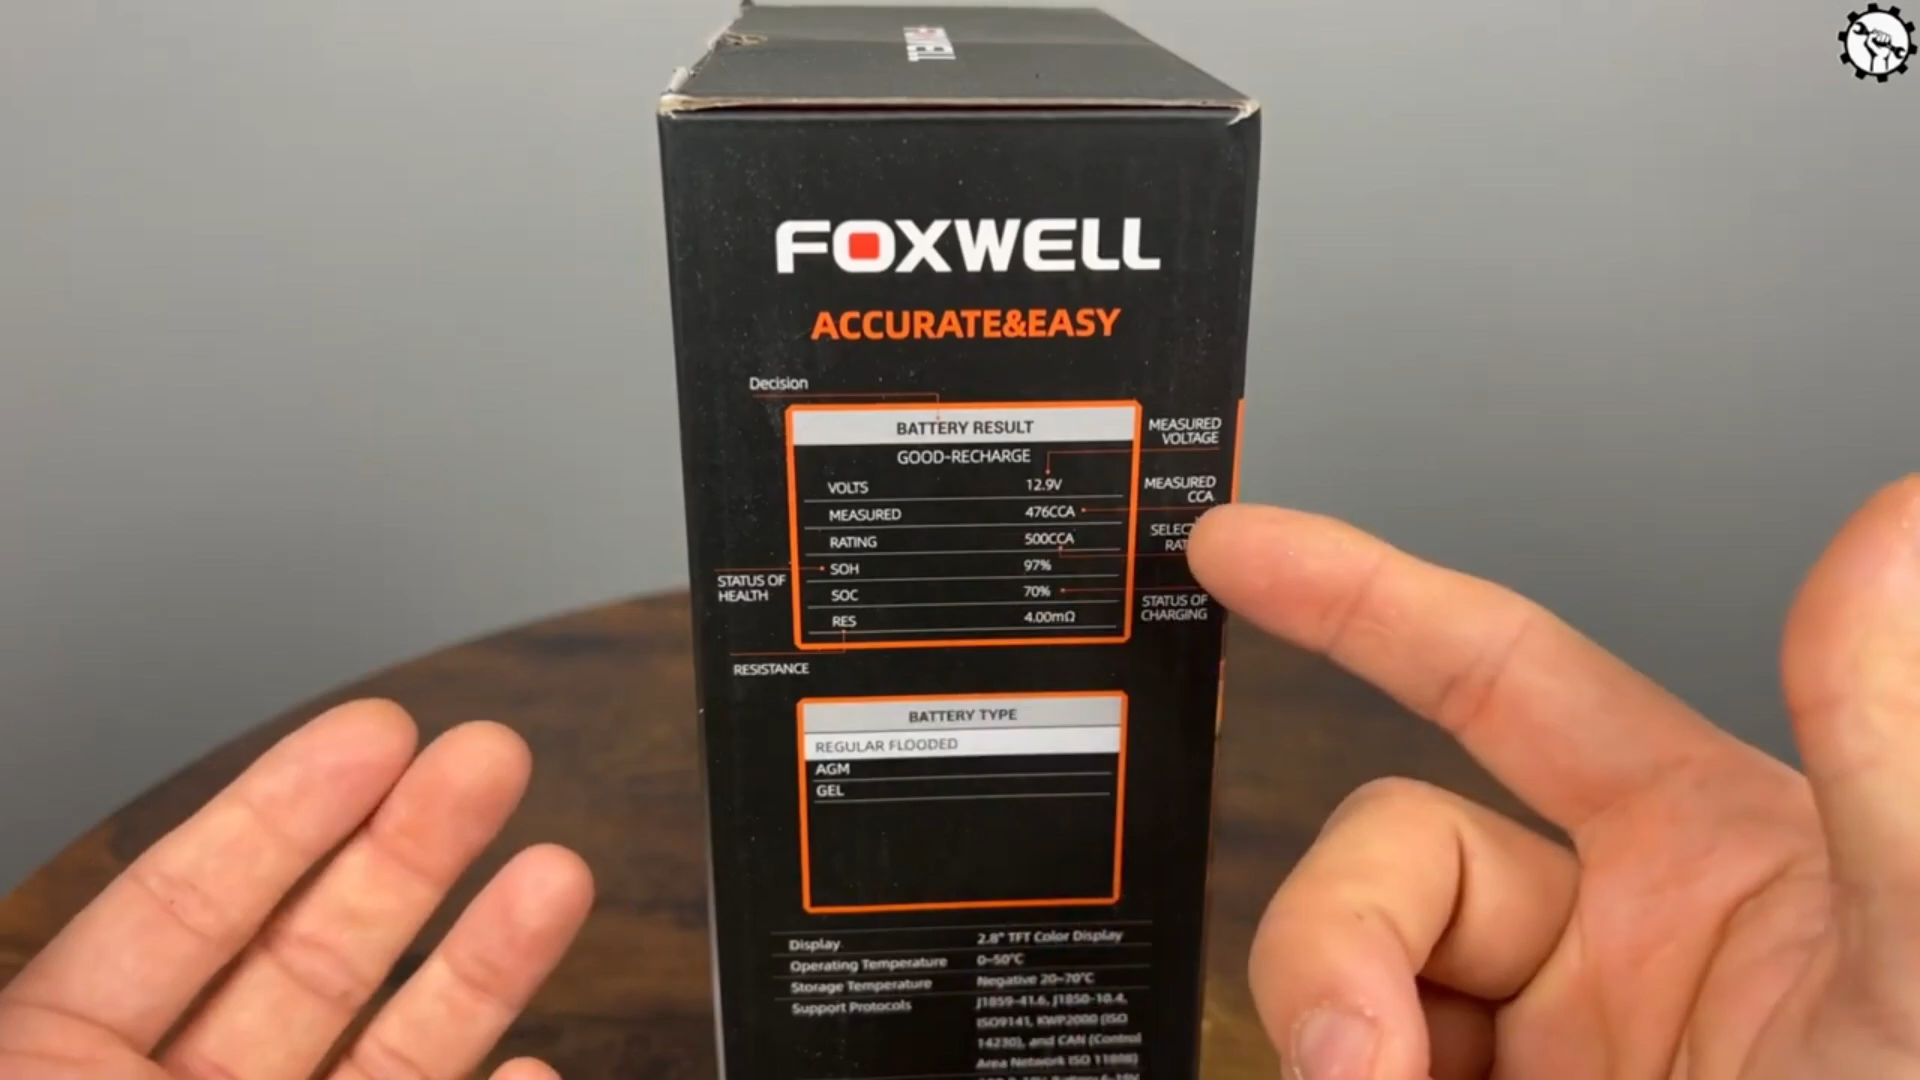 FOXWELL
FOXWELL
ACCURATE&EASY
Decision
BATTERY RESULT
GOOD-RECHARGE
VOLTS 12.9V
MEASURED 476CCA
RATING 500CCA
SOH 97%
SOC 70%
RES 4.00mΩ
MEASURED
VOLTAGE
MEASURED
CCA
STATUS OF
HEALTH
STATUS OF
CHARGING
RESISTANCE
BATTERY TYPE
REGULAR FLOODED
AGM
GEL
Display 2.8" TFT Color Display
Operating Temperature 0~50°C
Storage Temperature Negative 20~70°C
Support Protocols J1859-41.6, J1850-10.4,
ISO9141, KWP2000 (ISO
14230), and CAN (Control
Area Network ISO 11898)